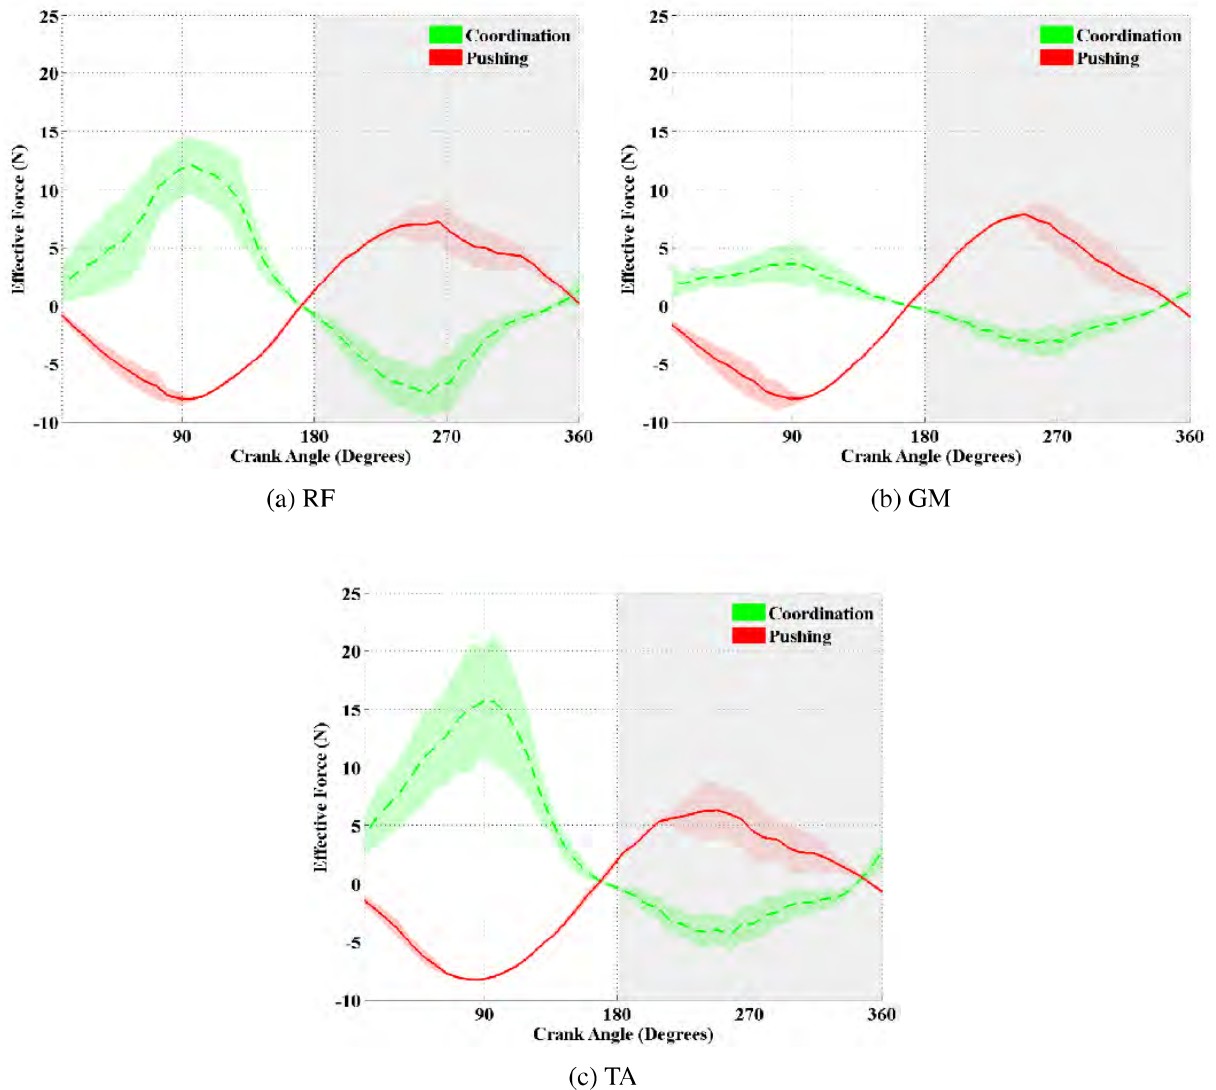 25
20
15
10
5
0
-5
-10
Effective Force (N)
Coordination
Pushing
90
180
270
360
Crank Angle (Degrees)
(a) RF
25
20
15
10
5
0
-5
-10
Effective Force (N)
Coordination
Pushing
90
180
270
360
Crank Angle (Degrees)
(b) GM
25
20
15
10
5
0
-5
-10
Effective Force (N)
Coordination
Pushing
90
180
270
360
Crank Angle (Degrees)
(c) TA